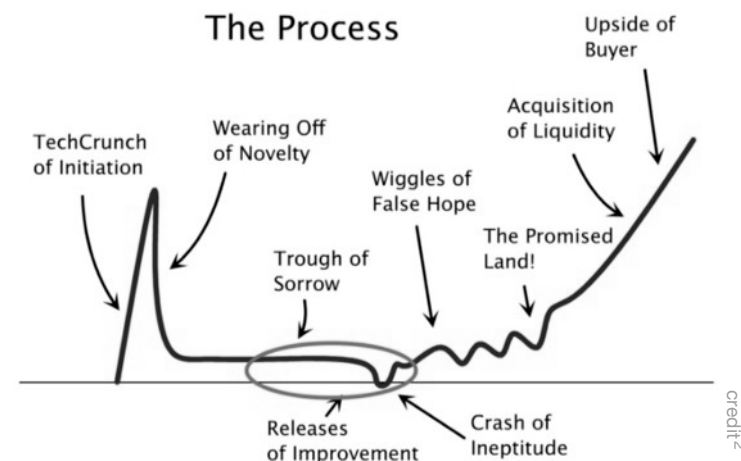 The Process
Upside of
Buyer
Acquisition
of Liquidity
TechCrunch
of Initiation
Wearing Off
of Novelty
Wiggles of
False Hope
The Promised
Land!
Trough of
Sorrow
Releases
of Improvement
Crash of
Ineptitude
credit